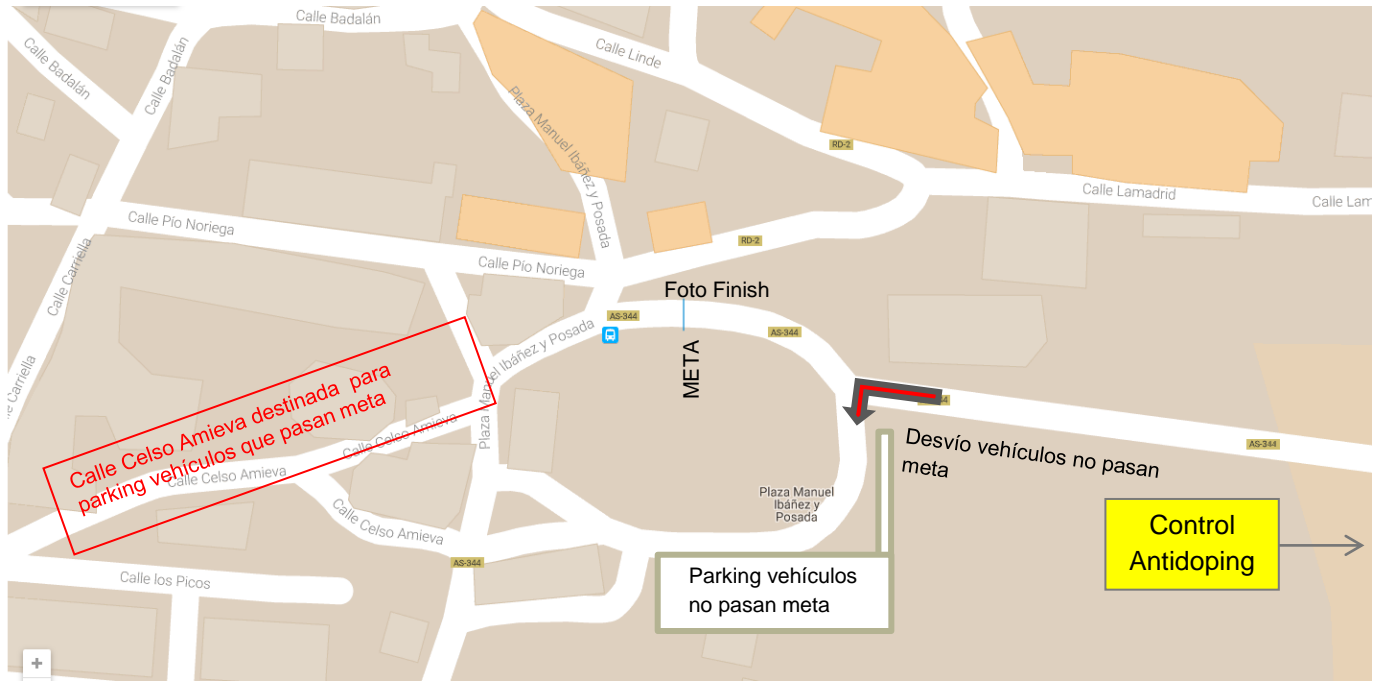 Calle Badalán
Calle Linde
Calle Badalán
Calle Badalán
Plaza Manuel Ibáñez y Posada
RD-2
Calle Lamadrid
Calle Lam
Calle Pío Noriega
RD-2
Calle Carriella
Calle Pío Noriega
Foto Finish
AS-344
AS-344
Plaza Manuel Ibáñez y Posada
META
Calle Celso Amieva destinada para
parking vehículos que pasan meta
Carriella
Calle Celso Amieva
Calle Celso Amieva
Desvío vehículos no pasan
meta
AS-344
Plaza Manuel
Ibáñez y
Posada
Control
Antidoping
Calle Celso Amieva
AS-344
Calle los Picos
Parking vehículos
no pasan meta
+